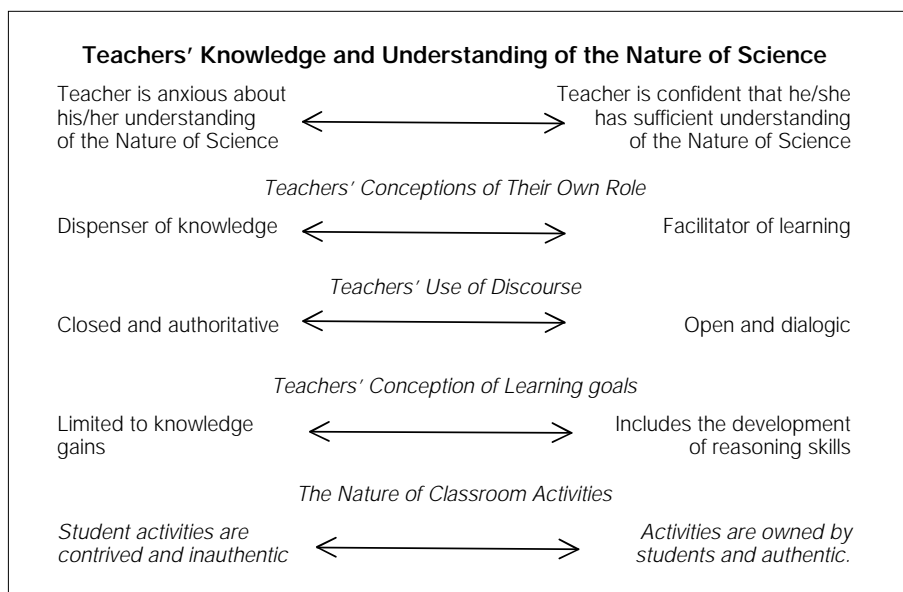 Teachers' Knowledge and Understanding of the Nature of Science
Teacher is anxious about
his/her understanding
of the Nature of Science
Teacher is confident that he/she
has sufficient understanding
of the Nature of Science
Teachers' Conceptions of Their Own Role
Dispenser of knowledge
Facilitator of learning
Teachers' Use of Discourse
Closed and authoritative
Open and dialogic
Teachers' Conception of Learning goals
Limited to knowledge
gains
Includes the development
of reasoning skills
The Nature of Classroom Activities
Student activities are
contrived and inauthentic
Activities are owned by
students and authentic.